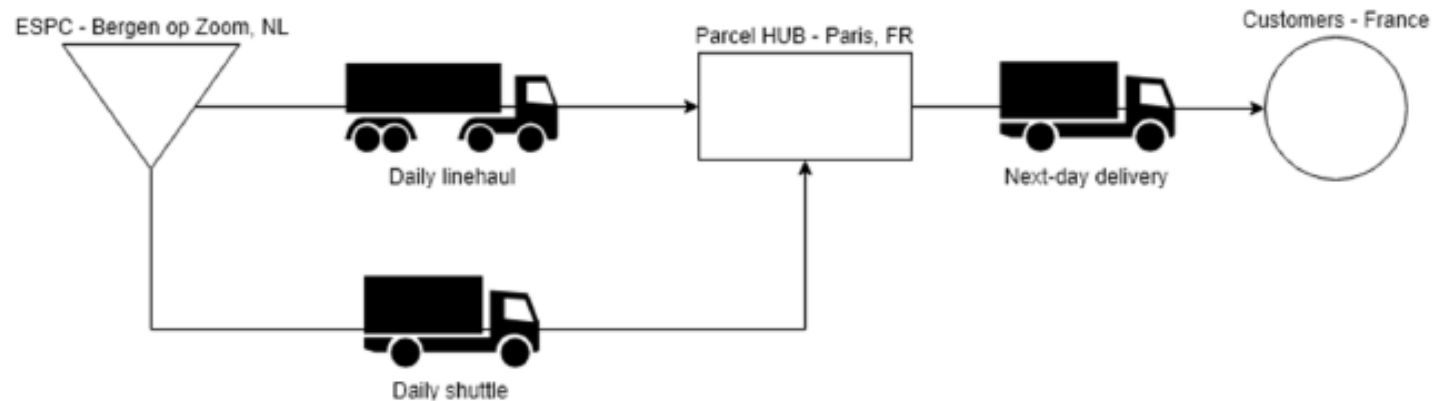 ESPC - Bergen op Zoom, NL
Parcel HUB - Paris, FR
Customers - France
Daily linehaul
Next-day delivery
Daily shuttle